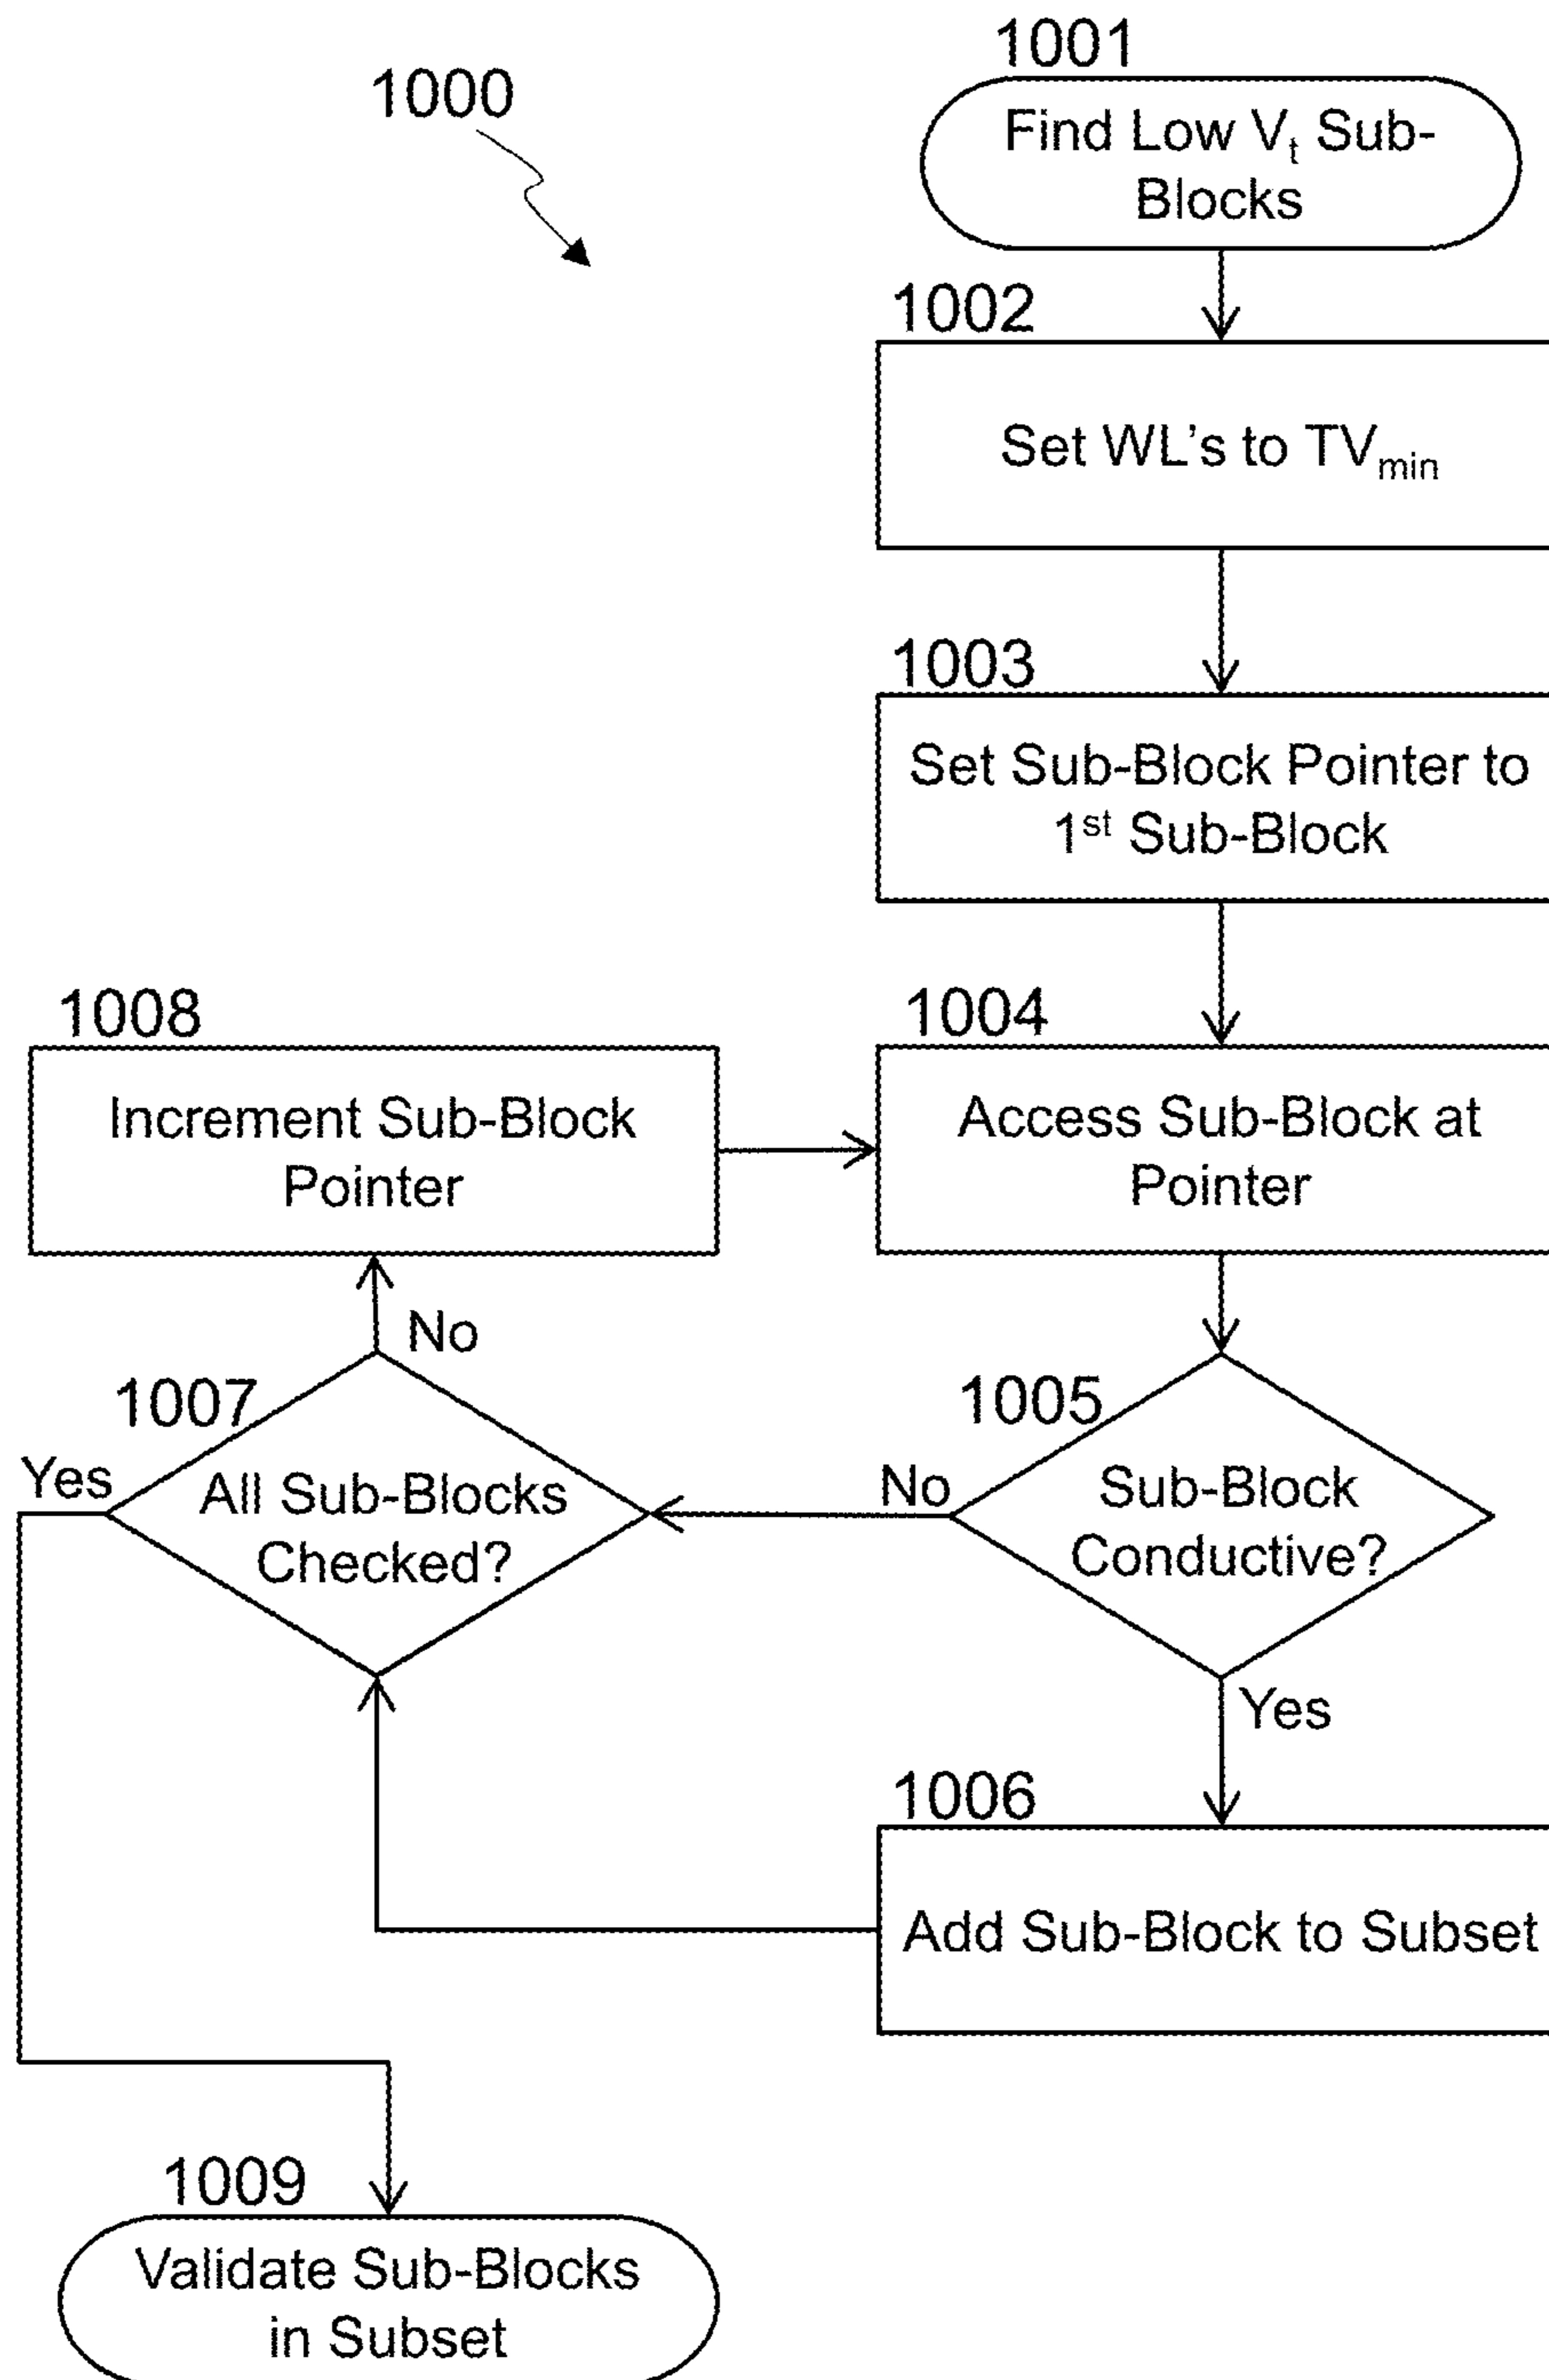 1000
1001
Find Low Vt Sub-
Blocks
1002
Set WL's to TVmin
1003
Set Sub-Block Pointer to
1st Sub-Block
1008
Increment Sub-Block
Pointer
1004
Access Sub-Block at
Pointer
No
1007
Yes
All Sub-Blocks
Checked?
1005
No
Sub-Block
Conductive?
Yes
1006
Add Sub-Block to Subset
1009
Validate Sub-Blocks
in Subset